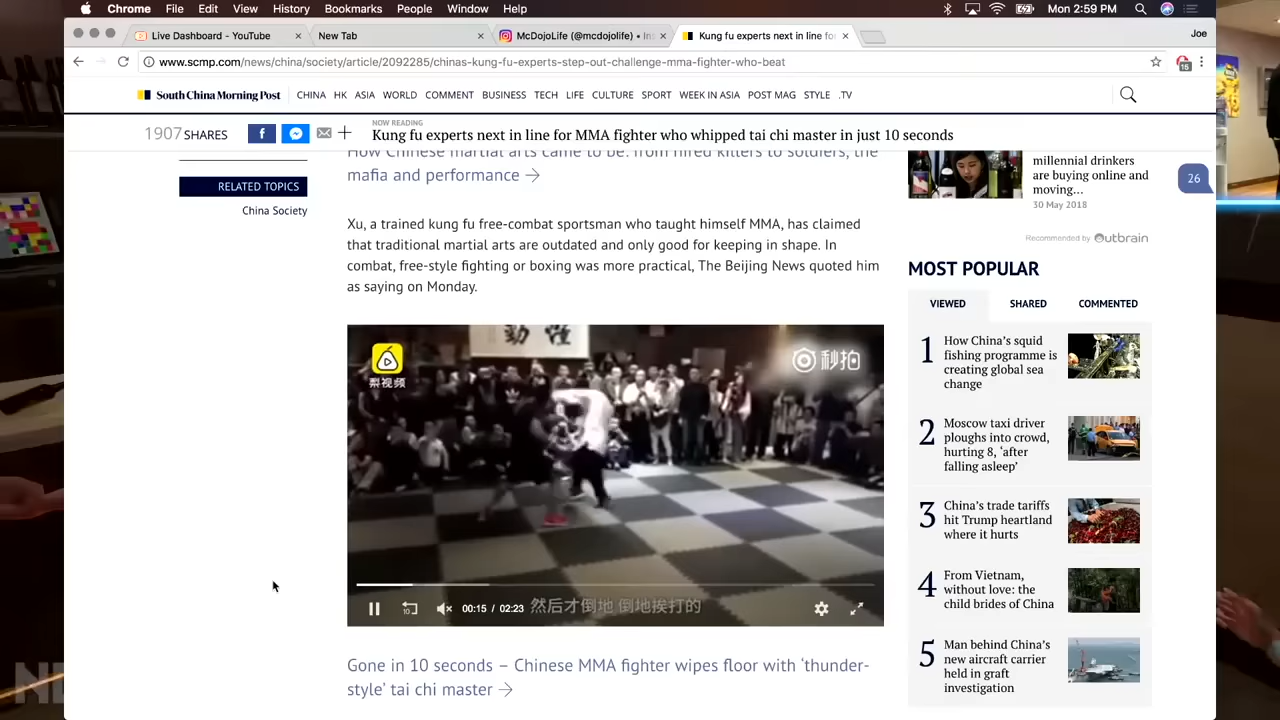 Chrome File Edit View History Bookmarks People Window Help
Mon 2:59 PM
Live Dashboard - YouTube
New Tab
McDojoLife (@mcdojolife) • Ins
Kung fu experts next in line fo
Joe
www.scmp.com/news/china/society/article/2092285/chinas-kung-fu-experts-step-out-challenge-mma-fighter-who-beat
15
South China Morning Post
CHINA HK ASIA WORLD COMMENT BUSINESS TECH LIFE CULTURE SPORT WEEK IN ASIA POST MAG STYLE .TV
1907 SHARES
NOW READING
Kung fu experts next in line for MMA fighter who whipped tai chi master in just 10 seconds
How Chinese martial arts came to be: from hired killers to soldiers, the
mafia and performance →
RELATED TOPICS
China Society
Xu, a trained kung fu free-combat sportsman who taught himself MMA, has claimed
that traditional martial arts are outdated and only good for keeping in shape. In
combat, free-style fighting or boxing was more practical, The Beijing News quoted him
as saying on Monday.
梨视频
秒拍
00:15 / 02:23
然后才倒地 倒地挨打的
Gone in 10 seconds – Chinese MMA fighter wipes floor with ‘thunder-
style’ tai chi master →
millennial drinkers
are buying online and
moving...
30 May 2018
26
Recommended by Outbrain
MOST POPULAR
VIEWED SHARED COMMENTED
1
How China’s squid
fishing programme is
creating global sea
change
2
Moscow taxi driver
ploughs into crowd,
hurting 8, ‘after
falling asleep’
3
China’s trade tariffs
hit Trump heartland
where it hurts
4
From Vietnam,
without love: the
child brides of China
5
Man behind China’s
new aircraft carrier
held in graft
investigation